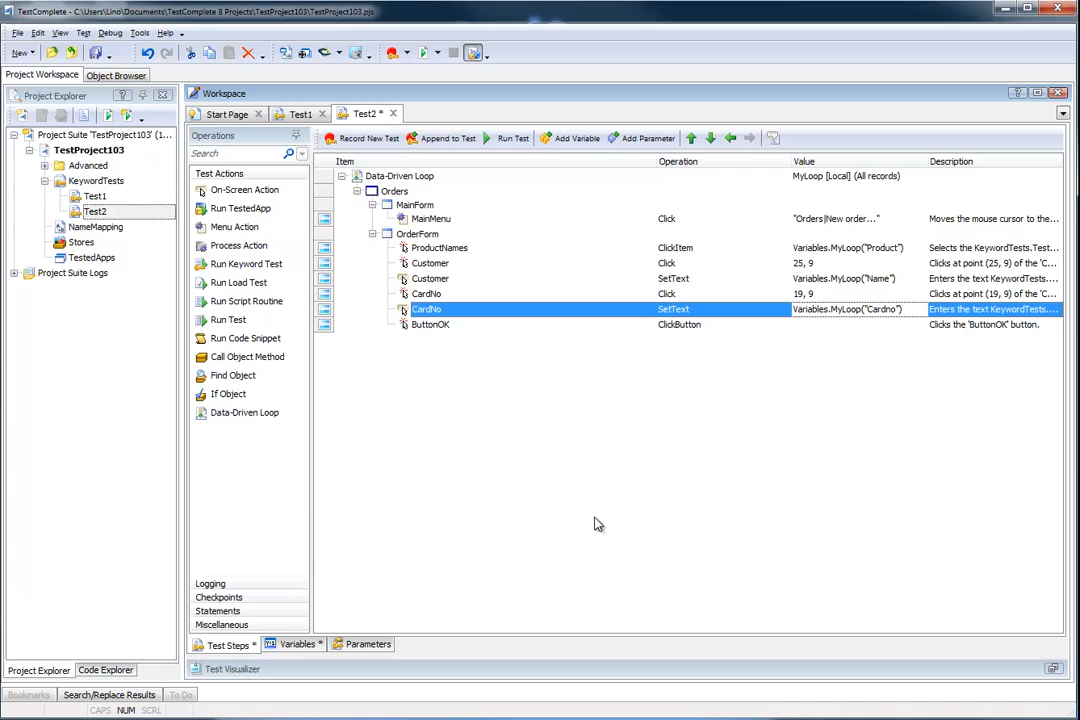 TestComplete - C:\Users\Lino\Documents\TestComplete 8 Projects\TestProject103\TestProject103.pjs
File Edit View Test Debug Tools Help
New
Project Workspace Object Browser
Project Explorer
Project Suite 'TestProject103' (1...
TestProject103
Advanced
KeywordTests
Test1
Test2
NameMapping
Stores
TestedApps
Project Suite Logs
Project Explorer Code Explorer
Workspace
Start Page Test1 Test2 *
Operations
Search
Test Actions
On-Screen Action
Run TestedApp
Menu Action
Process Action
Run Keyword Test
Run Load Test
Run Script Routine
Run Test
Run Code Snippet
Call Object Method
Find Object
If Object
Data-Driven Loop
Logging
Checkpoints
Statements
Miscellaneous
Record New Test Append to Test Run Test Add Variable Add Parameter
Item Operation Value Description
Data-Driven Loop MyLoop [Local] (All records)
Orders
MainForm
MainMenu Click "Orders|New order..." Moves the mouse cursor to the...
OrderForm
ProductNames ClickItem Variables.MyLoop("Product") Selects the KeywordTests.Test...
Customer Click 25, 9 Clicks at point (25, 9) of the 'C...
Customer SetText Variables.MyLoop("Name") Enters the text KeywordTests....
CardNo Click 19, 9 Clicks at point (19, 9) of the 'C...
CardNo SetText Variables.MyLoop("Cardno") Enters the text KeywordTests....
ButtonOK ClickButton Clicks the 'ButtonOK' button.
Test Steps * Variables * Parameters
Test Visualizer
Bookmarks Search/Replace Results To Do
CAPS NUM SCRL